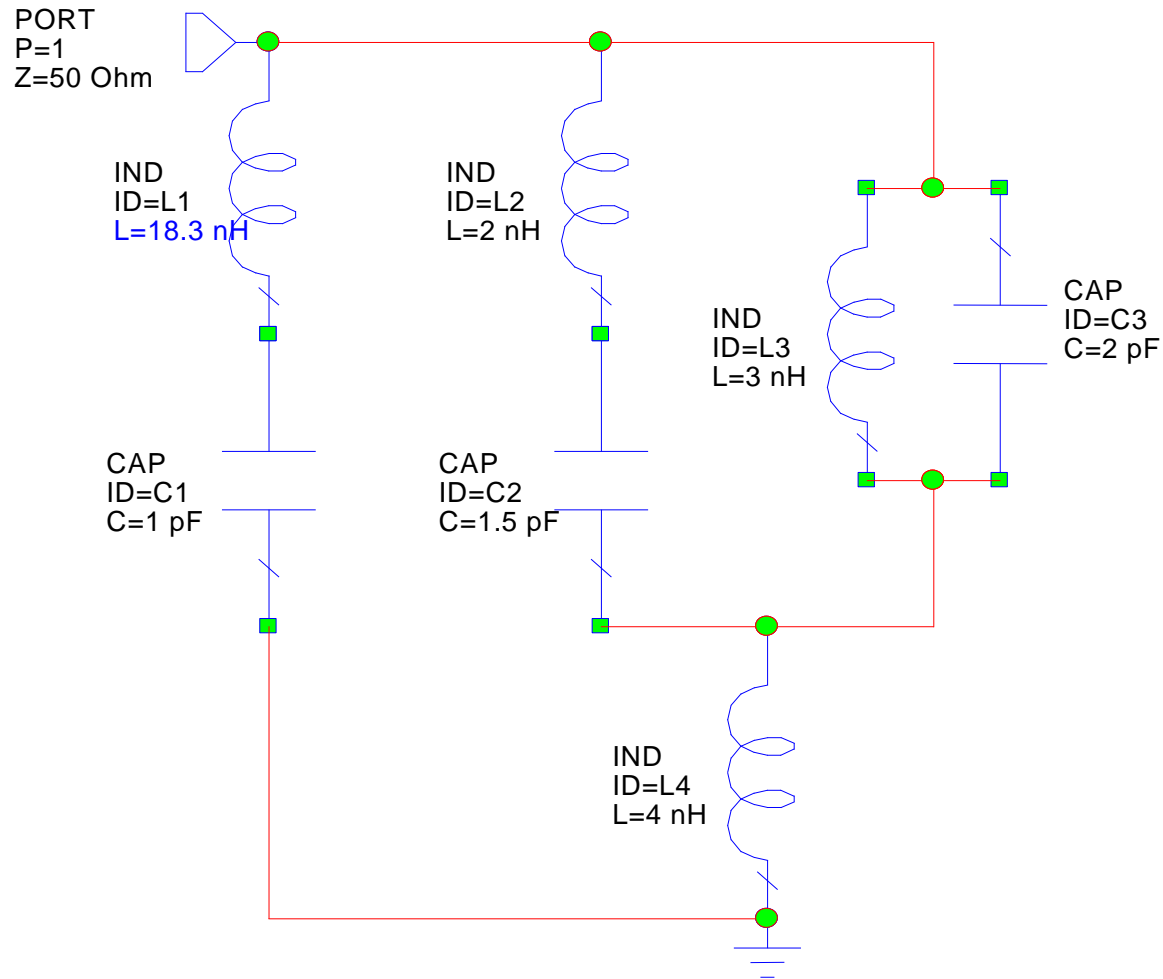 PORT
P=1
Z=50 Ohm
IND
ID=L1
L=18.3 nH
IND
ID=L2
L=2 nH
IND
ID=L3
L=3 nH
CAP
ID=C3
C=2 pF
CAP
ID=C1
C=1 pF
CAP
ID=C2
C=1.5 pF
IND
ID=L4
L=4 nH